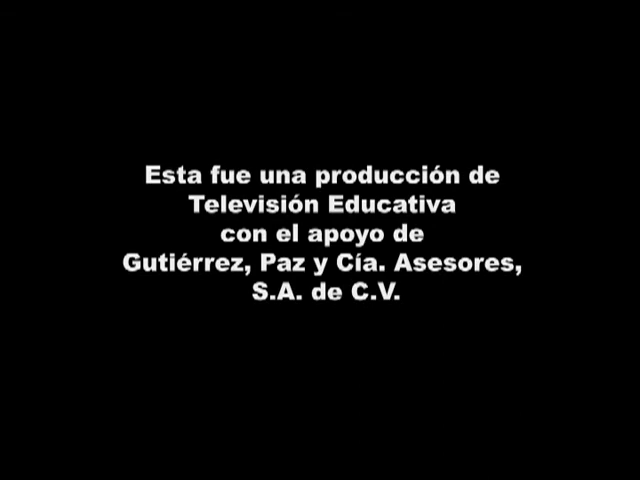 Esta fue una producción de
Televisión Educativa
con el apoyo de
Gutiérrez, Paz y Cía. Asesores,
S.A. de C.V.